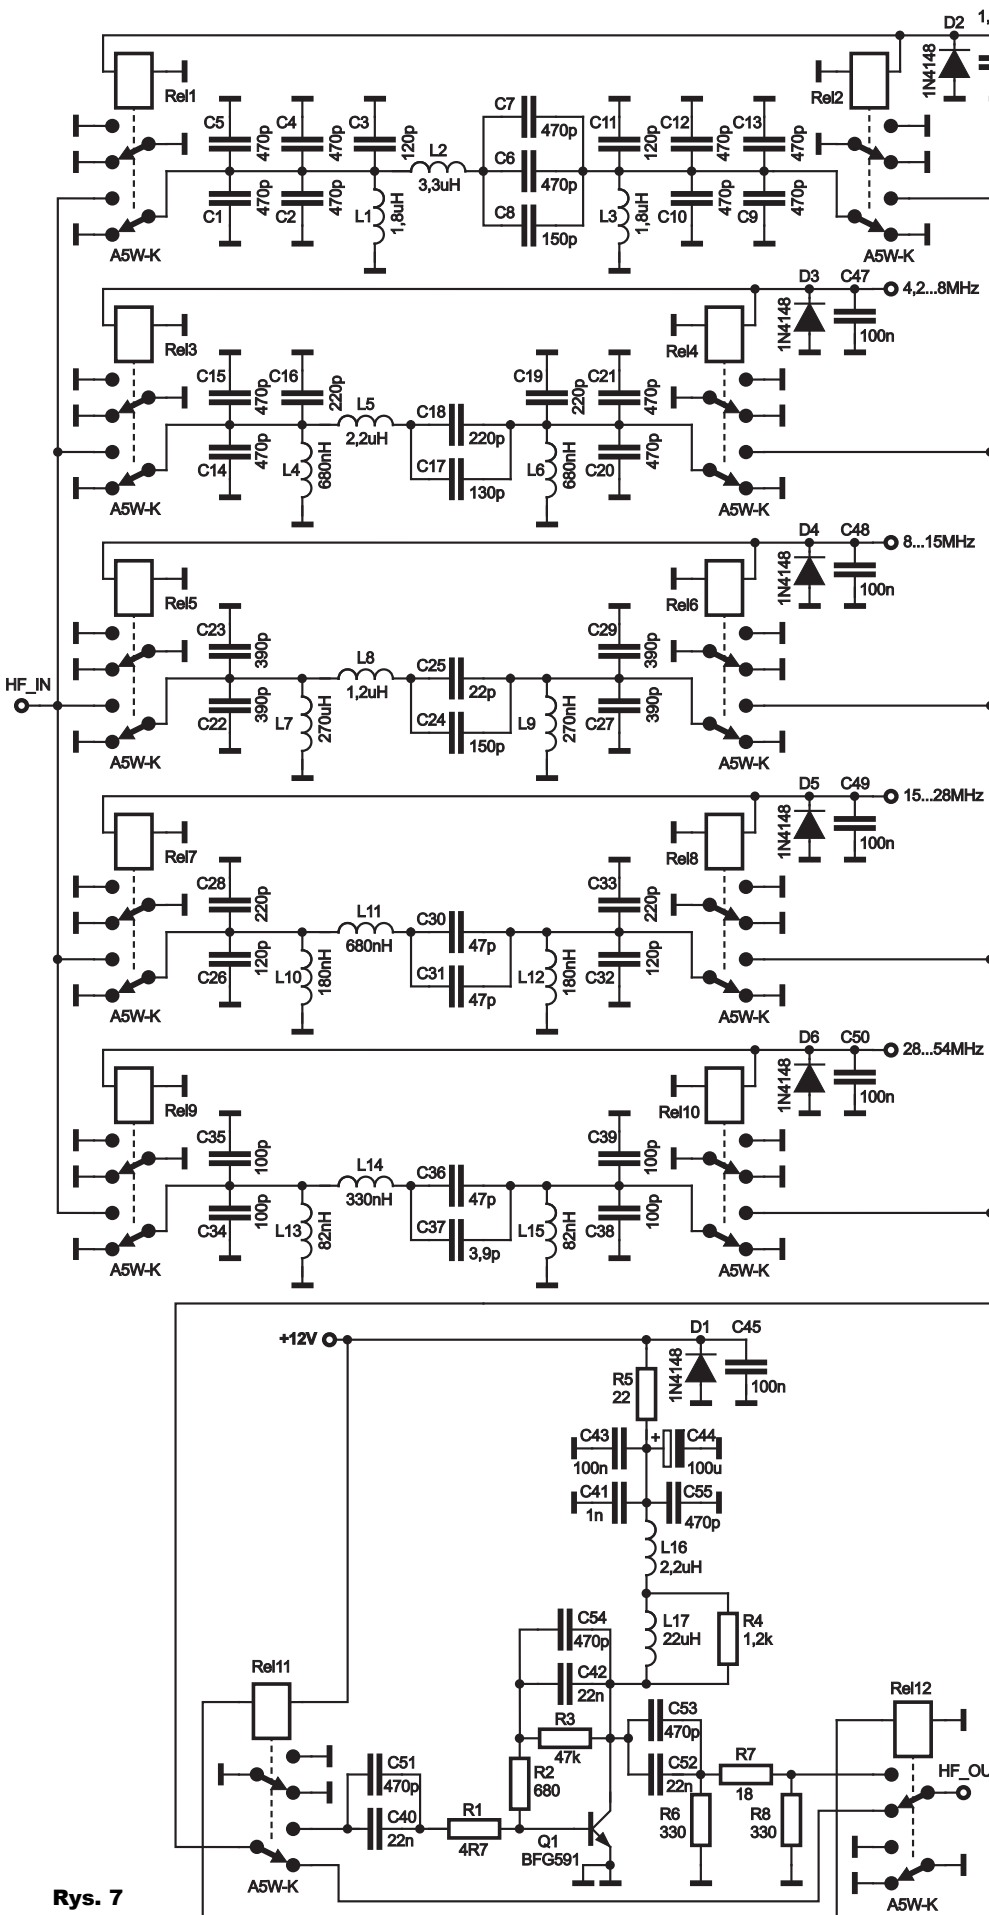 D2
1,
1N4148
Rel1
Rel2
C5
470p
C4
470p
C3
120p
L2
3,3uH
C7
470p
C6
470p
C8
150p
C11
120p
C12
470p
C13
470p
C1
470p
C2
470p
L1
1,8uH
L3
1,8uH
C10
470p
C9
470p
A5W-K
A5W-K
D3
C47
4,2...8MHz
1N4148
100n
Rel3
Rel4
C15
470p
C16
220p
L5
2,2uH
C18
220p
C17
130p
C19
220p
C21
470p
C14
470p
L4
680nH
L6
680nH
C20
470p
A5W-K
A5W-K
D4
C48
8...15MHz
1N4148
100n
Rel5
Rel6
C23
390p
C29
390p
L8
1,2uH
C25
22p
C24
150p
HF_IN
C22
390p
L7
270uH
L9
270nH
C27
390p
A5W-K
A5W-K
D5
C49
15...28MHz
1N4148
100n
Rel7
Rel8
C28
220p
C33
220p
L11
680nH
C30
47p
C31
47p
C26
120p
L10
180nH
L12
180nH
C32
120p
A5W-K
A5W-K
D6
C50
28...54MHz
1N4148
100n
Rel9
Rel10
C35
100p
C39
100p
L14
330nH
C36
47p
C37
3,9p
C34
100p
L13
82nH
L15
82nH
C38
100p
A5W-K
A5W-K
+12V
D1
C45
1N4148
100n
R5
22
C43
100n
+
C44
100u
C41
1n
C55
470p
L16
2,2uH
L17
22uH
R4
1,2k
C54
470p
C42
22n
R3
47k
Rel11
Rel12
C53
470p
C52
22n
R7
18
HF_OU
C51
470p
C40
22n
R2
680
R1
4R7
Q1
BFG591
R6
330
R8
330
A5W-K
A5W-K
Rys. 7